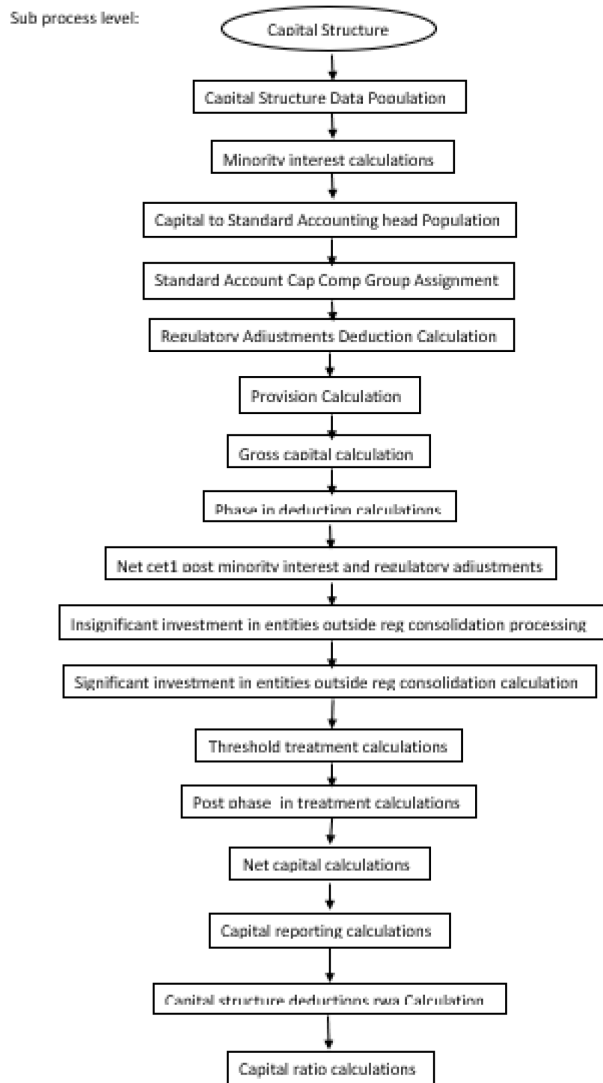 Sub process level:
Capital Structure
Capital Structure Data Population
Minority interest calculations
Capital to Standard Accounting head Population
Standard Account Cap Comp Group Assignment
Regulatory Adjustments Deduction Calculation
Provision Calculation
Gross capital calculation
Phase in deduction calculations
Net cet1 post minority interest and regulatory adjustments
Insignificant investment in entities outside reg consolidation processing
Significant investment in entities outside reg consolidation calculation
Threshold treatment calculations
Post phase in treatment calculations
Net capital calculations
Capital reporting calculations
Capital structure deductions rwa Calculation
Capital ratio calculations